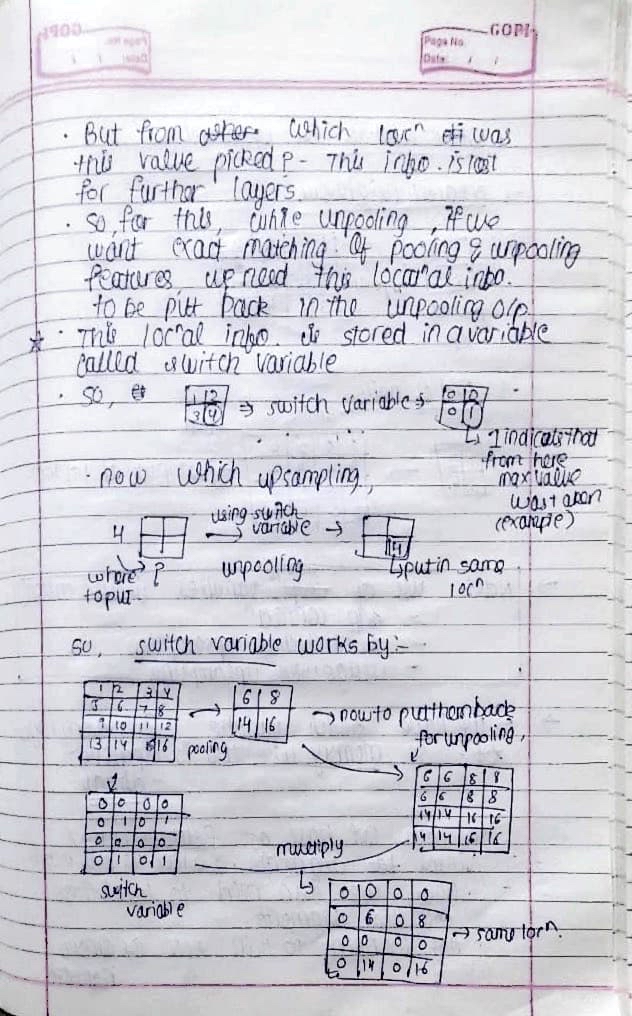 GOPI
Page No.
Date: / /
· But from which locⁿ was
this value picked? - This info. is lost
for further layers.
· So, for this, while unpooling, if we
want exact matching of pooling & unpooling
features, we need this locaⁿal info.
to be putt back in the unpooling o/p.
☆ · This locⁿal info. is stored in a variable
called switch variable
· So, 1 2 ⇒ switch variable ⇒ 0 0
3 4 0 1
↳ 1 indicates that
from here
max value
was taken
(example)
· now which upsampling,
4 using switch variable →
4
where ? unpooling ↳ put in same
to put locⁿ
So, switch variable works by:-
1 2 3 4
5 6 7 8
9 10 11 12
13 14 15 16
→ pooling
6 8
14 16
→ now to put them back
for unpooling,
6 6 8 8
6 6 8 8
14 14 16 16
14 14 16 16
0 0 0 0
0 1 0 1
0 0 0 0
0 1 0 1
switch
variable
multiply
0 0 0 0
0 6 0 8
0 0 0 0
0 14 0 16
→ same locⁿ.